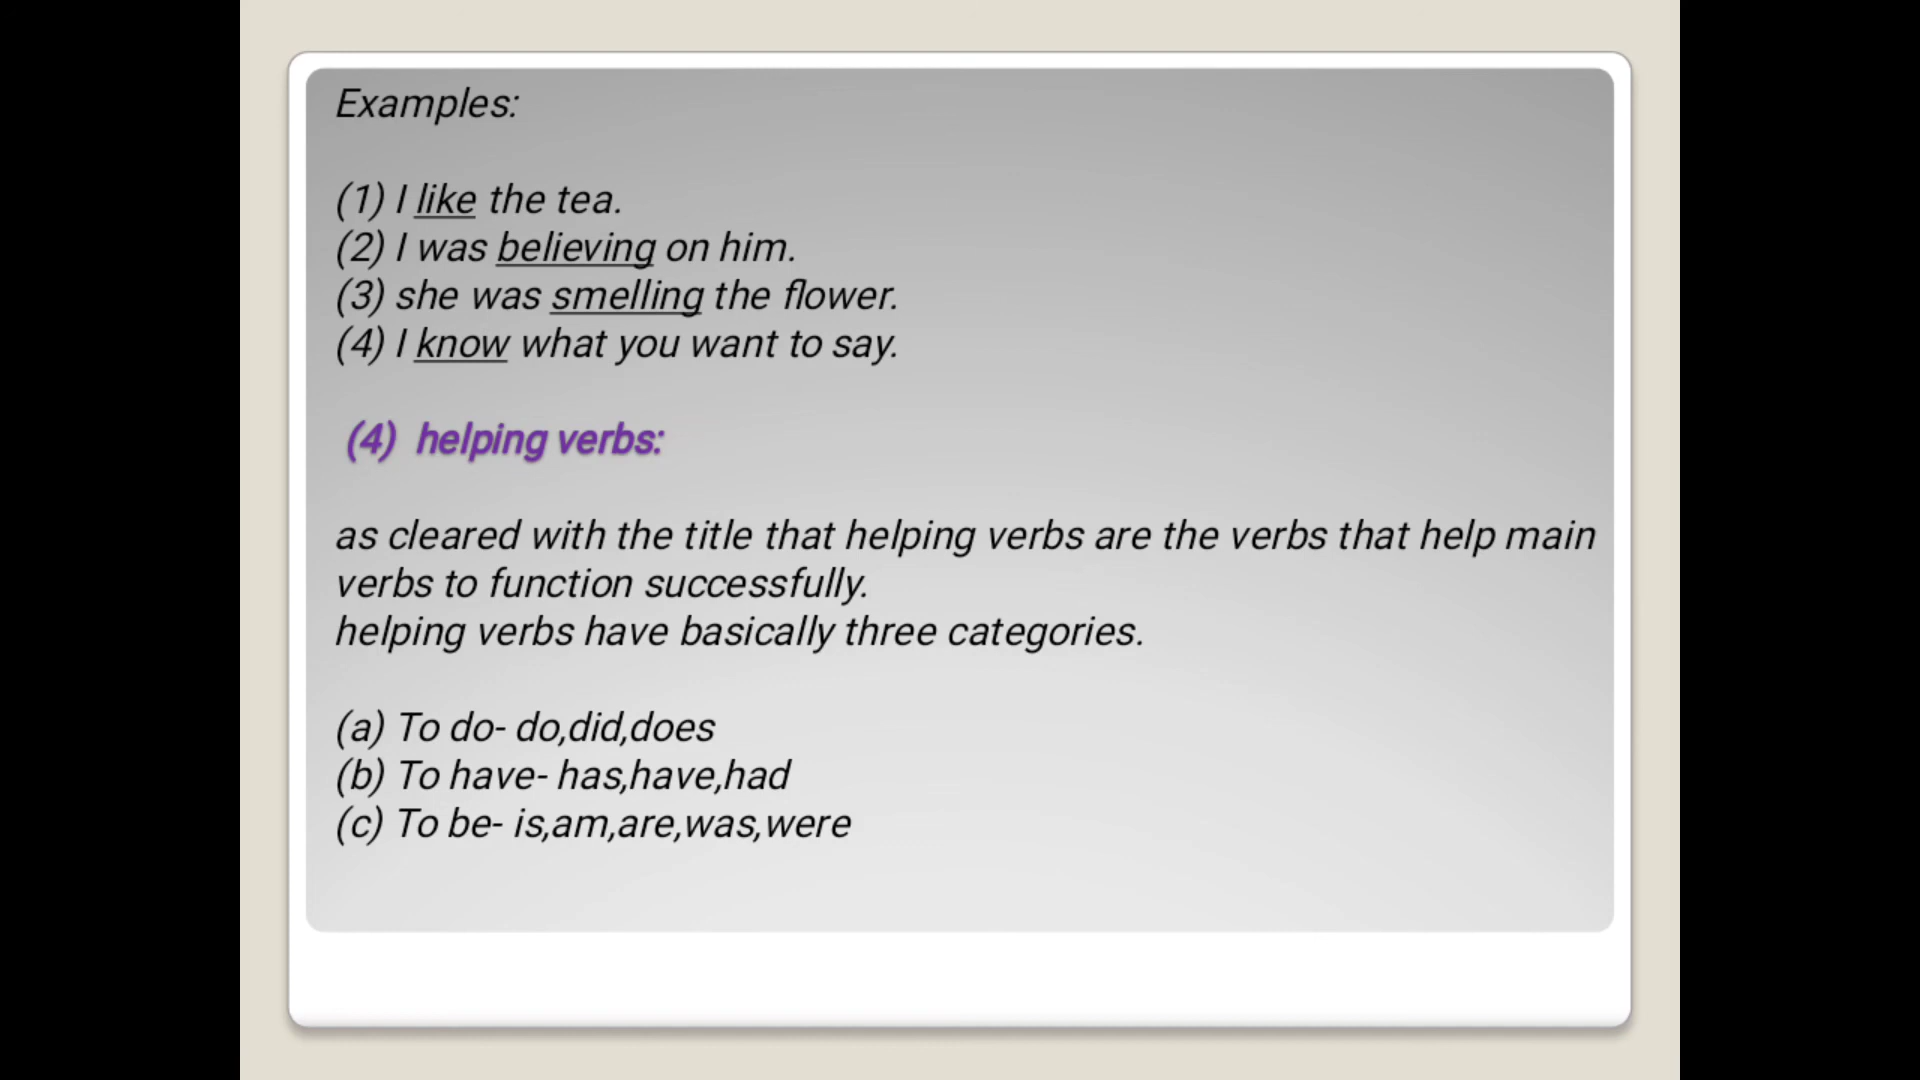 Examples:
(1) I like the tea.
(2) I was believing on him.
(3) she was smelling the flower.
(4) I know what you want to say.
(4) helping verbs:
as cleared with the title that helping verbs are the verbs that help main
verbs to function successfully.
helping verbs have basically three categories.
(a) To do- do,did,does
(b) To have- has,have,had
(c) To be- is,am,are,was,were